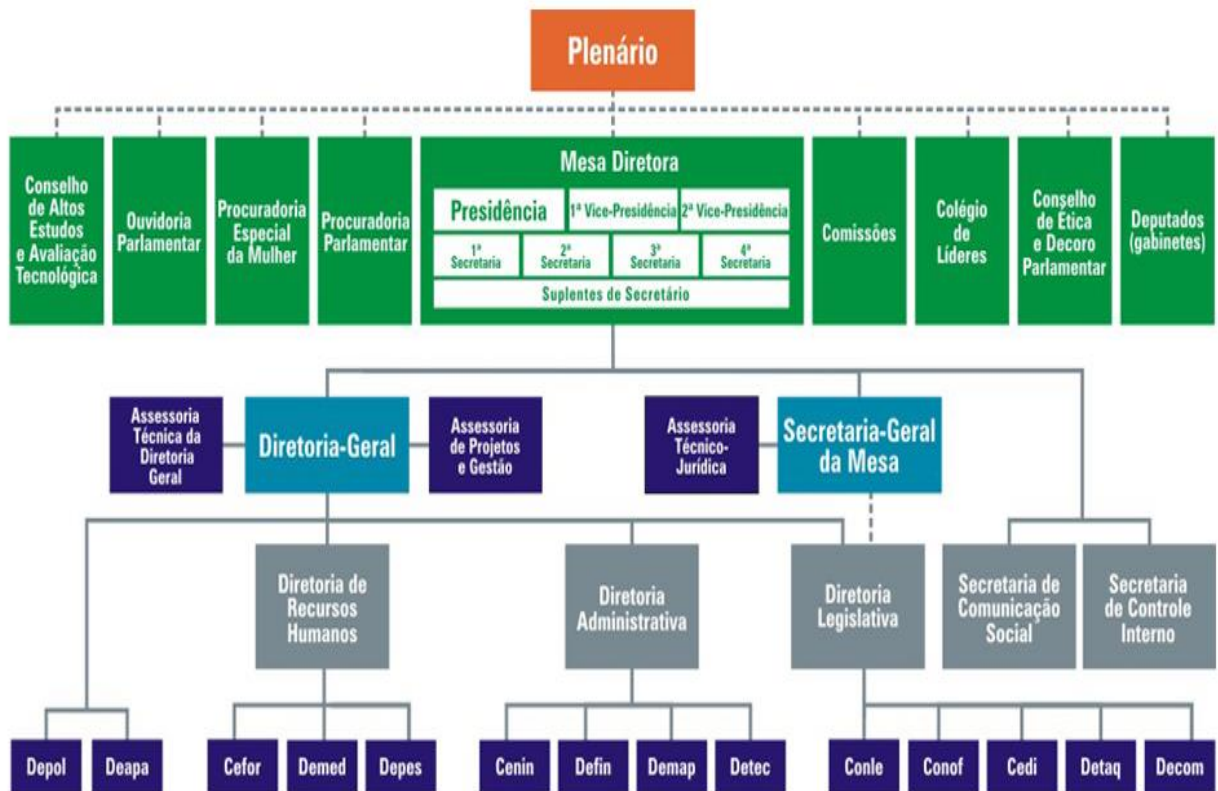 Plenário
Conselho
de Altos
Estudos
e Avaliação
Tecnológica
Ouvidoria
Parlamentar
Procuradoria
Especial
da Mulher
Procuradoria
Parlamentar
Mesa Diretora
Presidência
1ª Vice-Presidência
2ª Vice-Presidência
1ª
Secretaria
2ª
Secretaria
3ª
Secretaria
4ª
Secretaria
Suplentes de Secretário
Comissões
Colégio
de
Líderes
Conselho
de Ética
e Decoro
Parlamentar
Deputados
(gabinetes)
Assessoria
Técnica da
Diretoria
Geral
Diretoria-Geral
Assessoria
de Projetos
e Gestão
Assessoria
Técnico-
Jurídica
Secretaria-Geral
da Mesa
Diretoria de
Recursos
Humanos
Diretoria
Administrativa
Diretoria
Legislativa
Secretaria de
Comunicação
Social
Secretaria
de Controle
Interno
Depol
Deapa
Cefor
Demed
Depes
Cenin
Defin
Demap
Detec
Conle
Conof
Cedi
Detaq
Decom